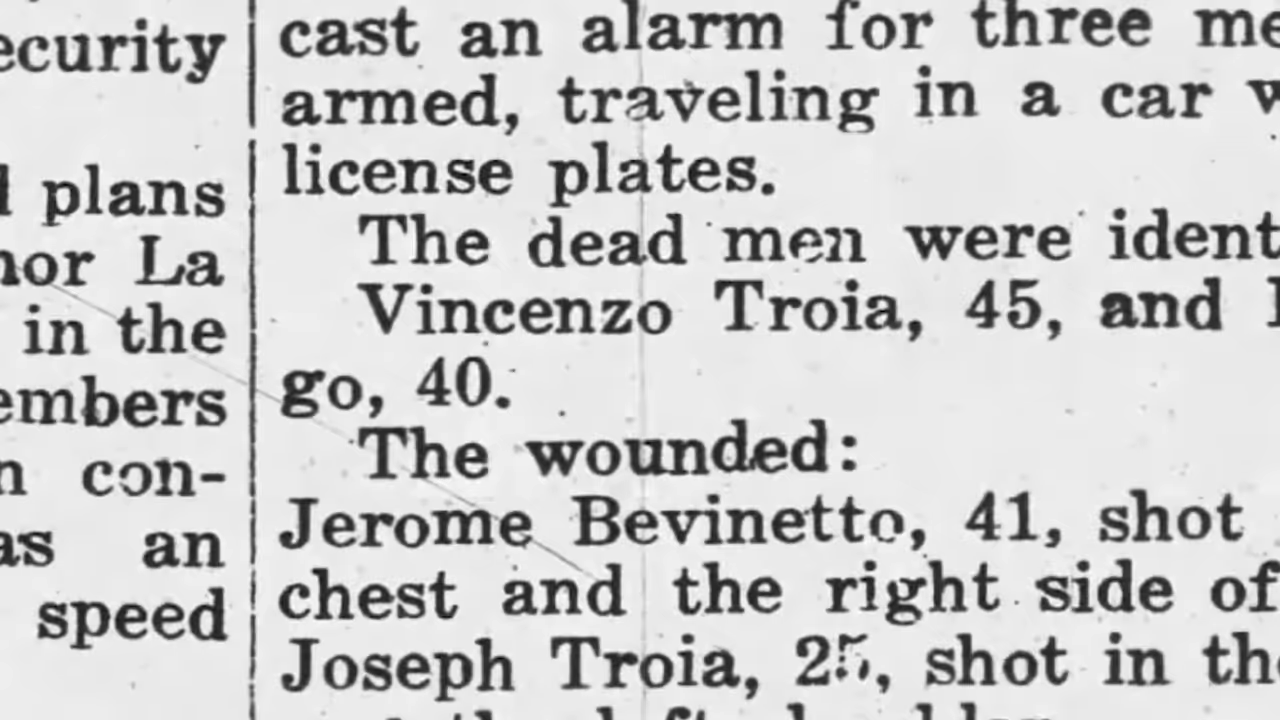 ecurity
plans
nor La
in the
embers
n con-
as an
speed
cast an alarm for three me
armed, traveling in a car w
license plates.
The dead men were ident
Vincenzo Troia, 45, and
go, 40.
The wounded:
Jerome Bevinetto, 41, shot
chest and the right side of
Joseph Troia, 25, shot in the